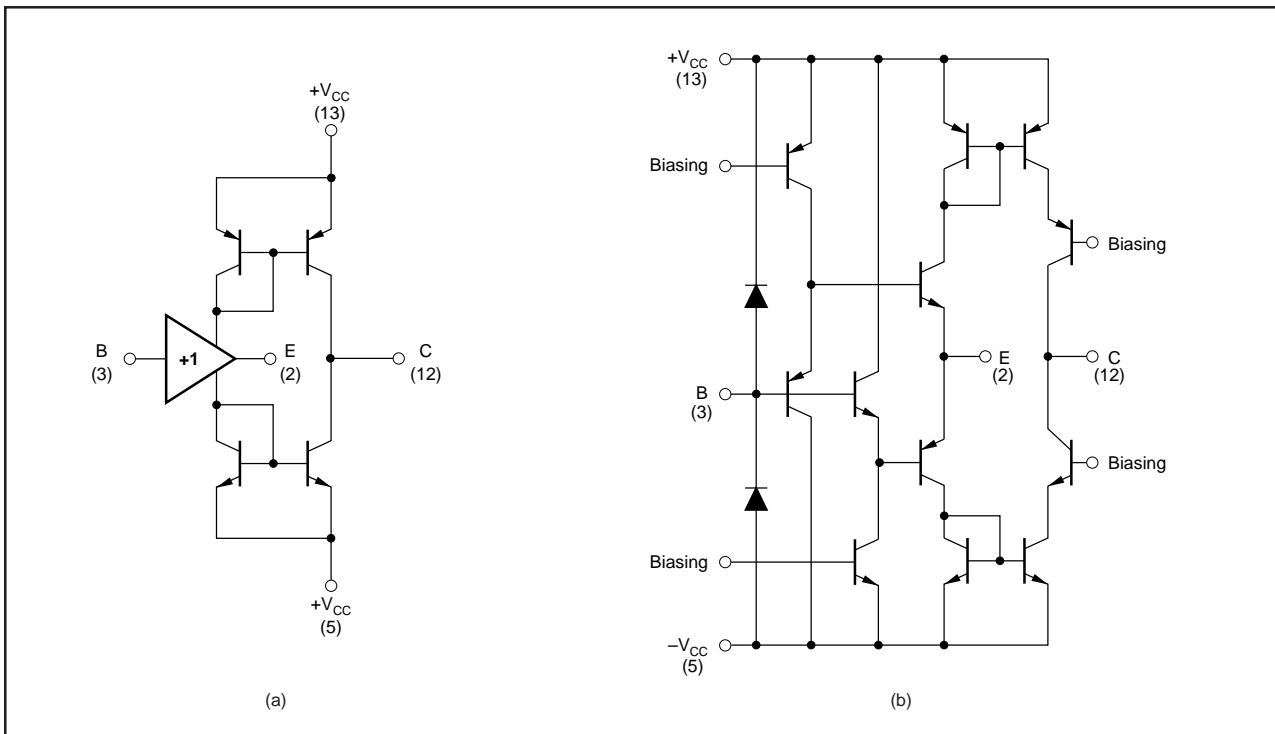 +VCC
(13)
B
(3)
+1
E
(2)
C
(12)
+VCC
(5)
(a)
+VCC
(13)
Biasing
Biasing
B
(3)
E
(2)
C
(12)
Biasing
Biasing
–VCC
(5)
(b)